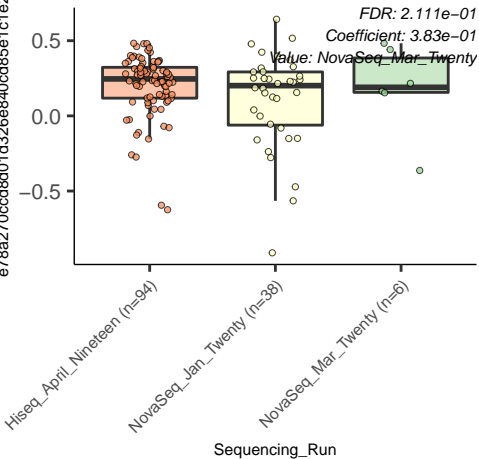 FDR: 2.111e−01
Coefficient: 3.83e−01
Value: NovaSeq_Mar_Twenty
0.5
0.0
−0.5
Hiseq_April_Nineteen (n=94)
NovaSeq_Jan_Twenty (n=38)
NovaSeq_Mar_Twenty (n=6)
Sequencing_Run